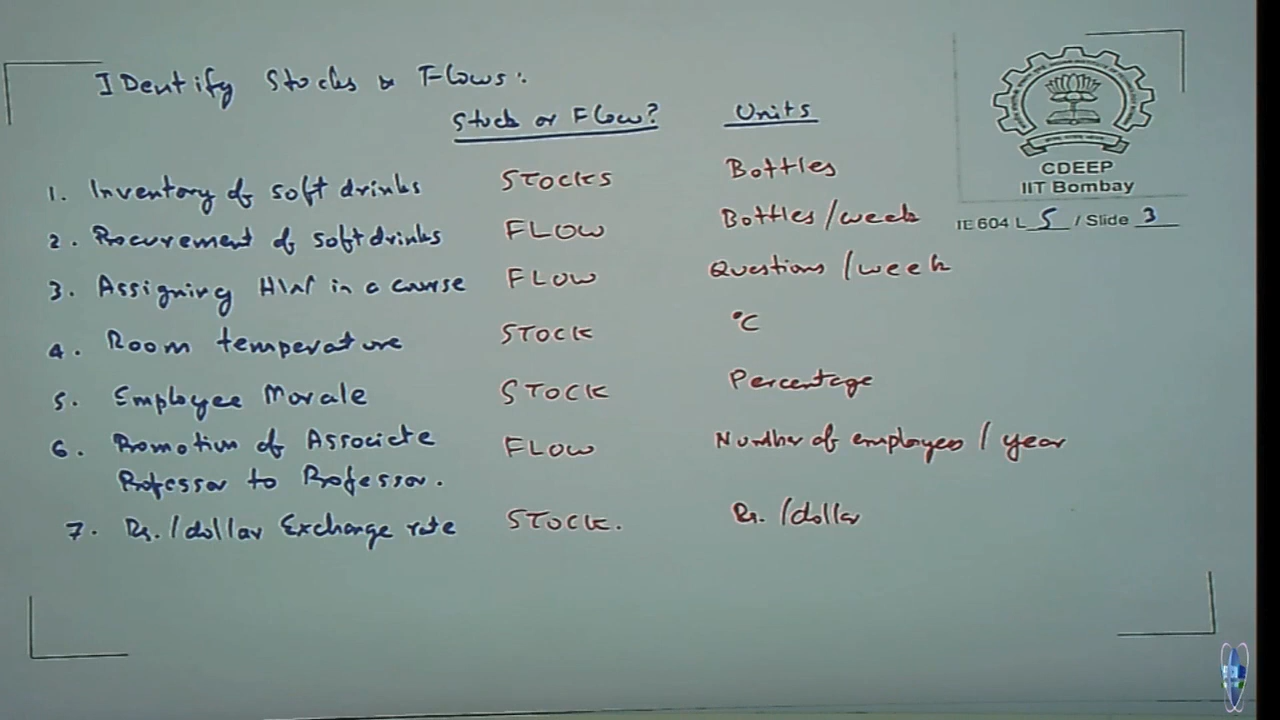 IDentify Stocks & Flows:
Stock or Flow? Units
1. Inventory of soft drinks STOCKS Bottles
2. Procurement of soft drinks FLOW Bottles/week
3. Assigning HW in a course FLOW Questions/week
4. Room temperature STOCK °C
5. Employee Morale STOCK Percentage
6. Promotion of Associate FLOW Number of employees / year
Professor to Professor.
7. Rs./dollar Exchange rate STOCK. Rs./dollar
CDEEP
IIT Bombay
IE 604 L 5 / Slide 3